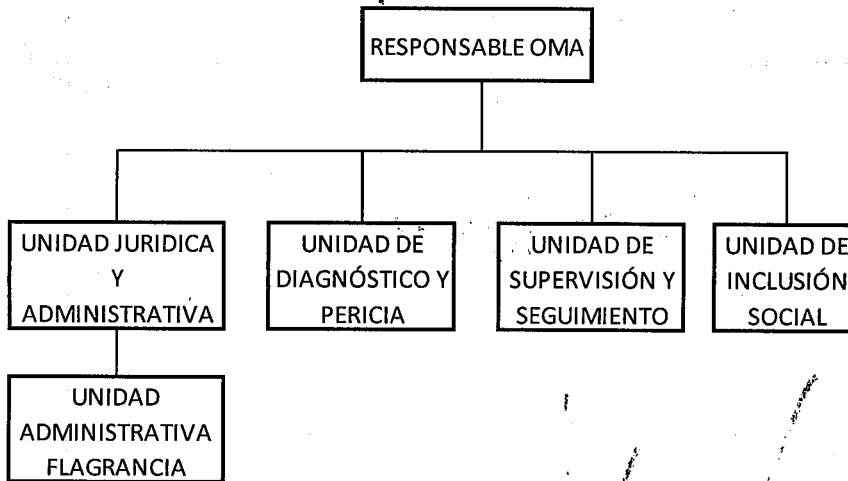 RESPONSABLE OMA
UNIDAD JURIDICA
Y
ADMINISTRATIVA
UNIDAD DE
DIAGNÓSTICO Y
PERICIA
UNIDAD DE
SUPERVISIÓN Y
SEGUIMIENTO
UNIDAD DE
INCLUSIÓN
SOCIAL
UNIDAD
ADMINISTRATIVA
FLAGRANCIA